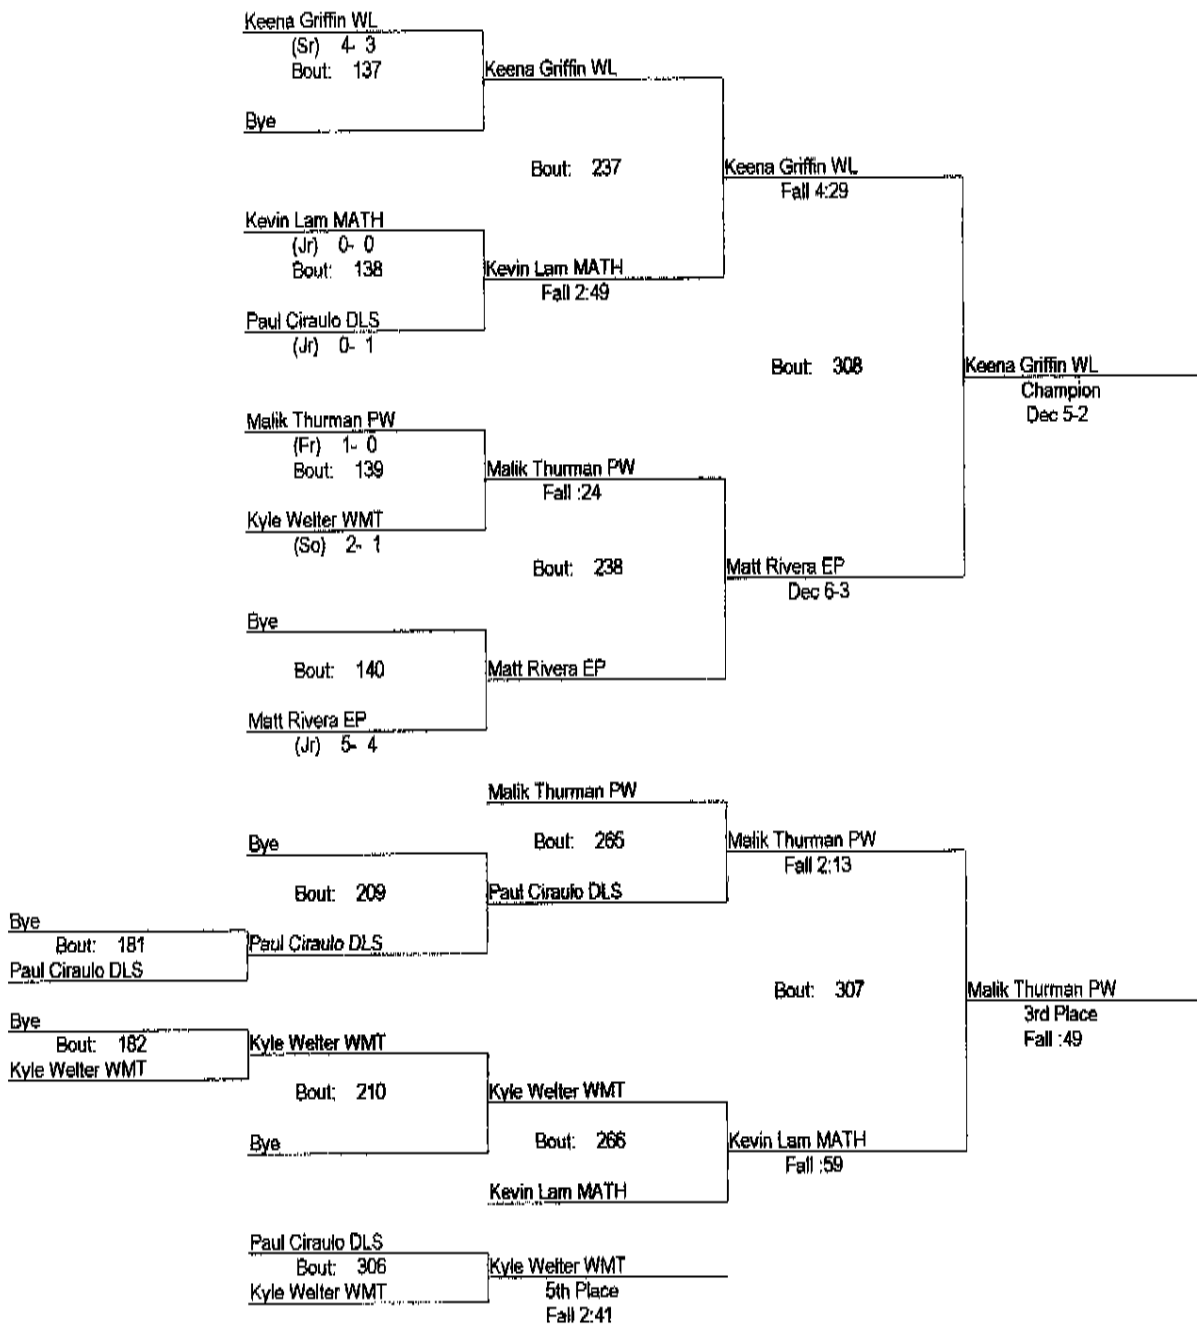 Keena Griffin WL
(Sr) 4- 3
Bout: 137
Keena Griffin WL
Bye
Bout: 237
Keena Griffin WL
Fall 4:29
Kevin Lam MATH
(Jr) 0- 0
Bout: 138
Kevin Lam MATH
Fall 2:49
Paul Ciraulo DLS
(Jr) 0- 1
Bout: 308
Keena Griffin WL
Champion
Dec 5-2
Malik Thurman PW
(Fr) 1- 0
Bout: 139
Malik Thurman PW
Fall :24
Kyle Welter WMT
(So) 2- 1
Bout: 238
Matt Rivera EP
Dec 6-3
Bye
Bout: 140
Matt Rivera EP
Matt Rivera EP
(Jr) 5- 4
Malik Thurman PW
Bout: 265
Malik Thurman PW
Fall 2:13
Bye
Bout: 209
Paul Ciraulo DLS
Bye
Bout: 181
Paul Ciraulo DLS
Paul Ciraulo DLS
Bout: 307
Malik Thurman PW
3rd Place
Fall :49
Bye
Bout: 182
Kyle Welter WMT
Kyle Welter WMT
Bout: 210
Kyle Welter WMT
Bye
Bout: 266
Kevin Lam MATH
Fall :59
Kevin Lam MATH
Paul Ciraulo DLS
Bout: 306
Kyle Welter WMT
Kyle Welter WMT
5th Place
Fall 2:41